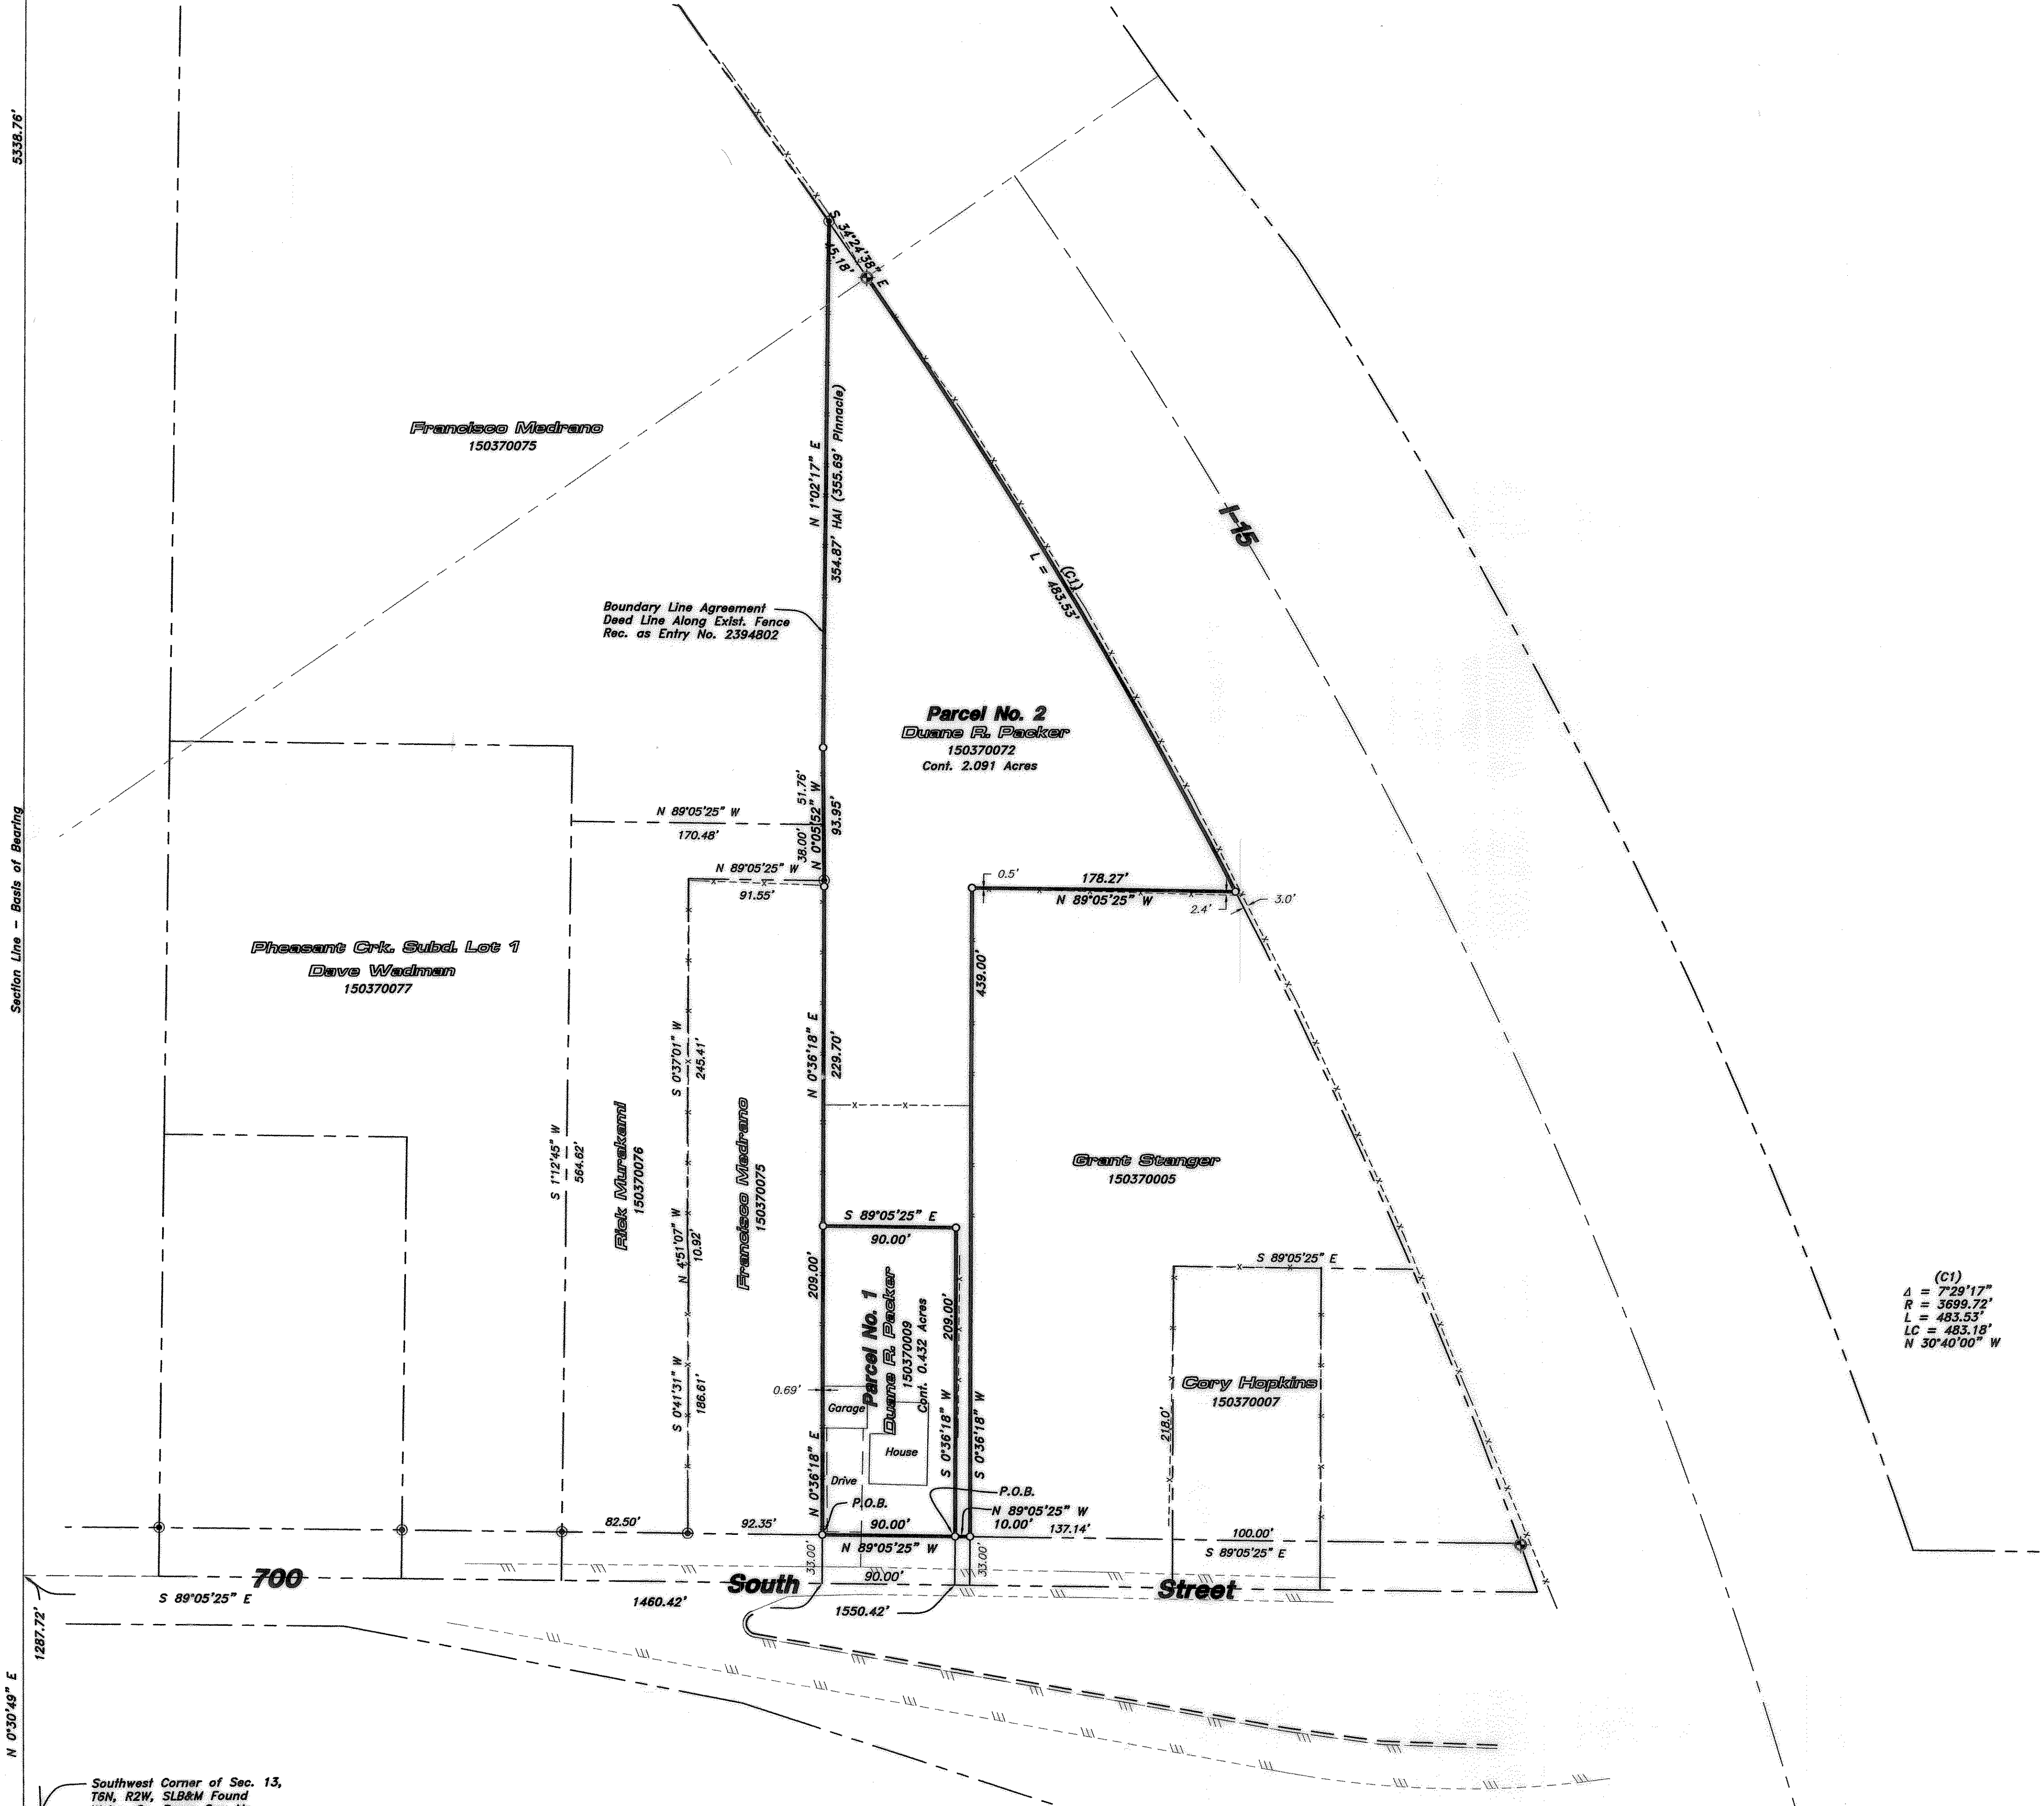 5338.76'
S 34°24'38" E
45.18'
Francisco Medrano
150370075
N 1°02'17" E
354.87' HAI (355.69' Pinnacle)
I-15
(C1)
L = 483.53'
Boundary Line Agreement
Deed Line Along Exist. Fence
Rec. as Entry No. 2394802
Parcel No. 2
Duane R. Packer
150370072
Cont. 2.091 Acres
Section Line - Basis of Bearing
N 89°05'25" W
170.48'
51.76'
38.00'
N 0°05'52" W
93.95'
N 89°05'25" W
91.55'
0.5'
178.27'
N 89°05'25" W
2.4'
3.0'
Pheasant Crk. Subd. Lot 1
Dave Wadman
150370077
439.00'
S 0°37'01" W
245.41'
N 0°36'18" E
229.70'
S 1°12'45" W
564.62'
Rick Murakami
150370076
Francisco Medrano
150370075
N 4°51'07" W
10.92'
Grant Stanger
150370005
S 89°05'25" E
90.00'
209.00'
Parcel No. 1
Duane R. Packer
150370009
Cont. 0.432 Acres
209.00'
S 89°05'25" E
(C1)
Δ = 7°29'17"
R = 3699.72'
L = 483.53'
LC = 483.18'
N 30°40'00" W
Cory Hopkins
150370007
218.0'
S 0°41'31" W
186.61'
0.69'
Garage
House
Drive
N 0°36'18" E
S 0°36'18" W
S 0°36'18" W
P.O.B.
P.O.B.
N 89°05'25" W
10.00'
82.50'
92.35'
90.00'
N 89°05'25" W
137.14'
100.00'
S 89°05'25" E
33.00'
33.00'
90.00'
700
South
Street
S 89°05'25" E
1460.42'
1550.42'
1287.72'
N 0°30'49" E
Southwest Corner of Sec. 13,
T6N, R2W, SLB&M Found